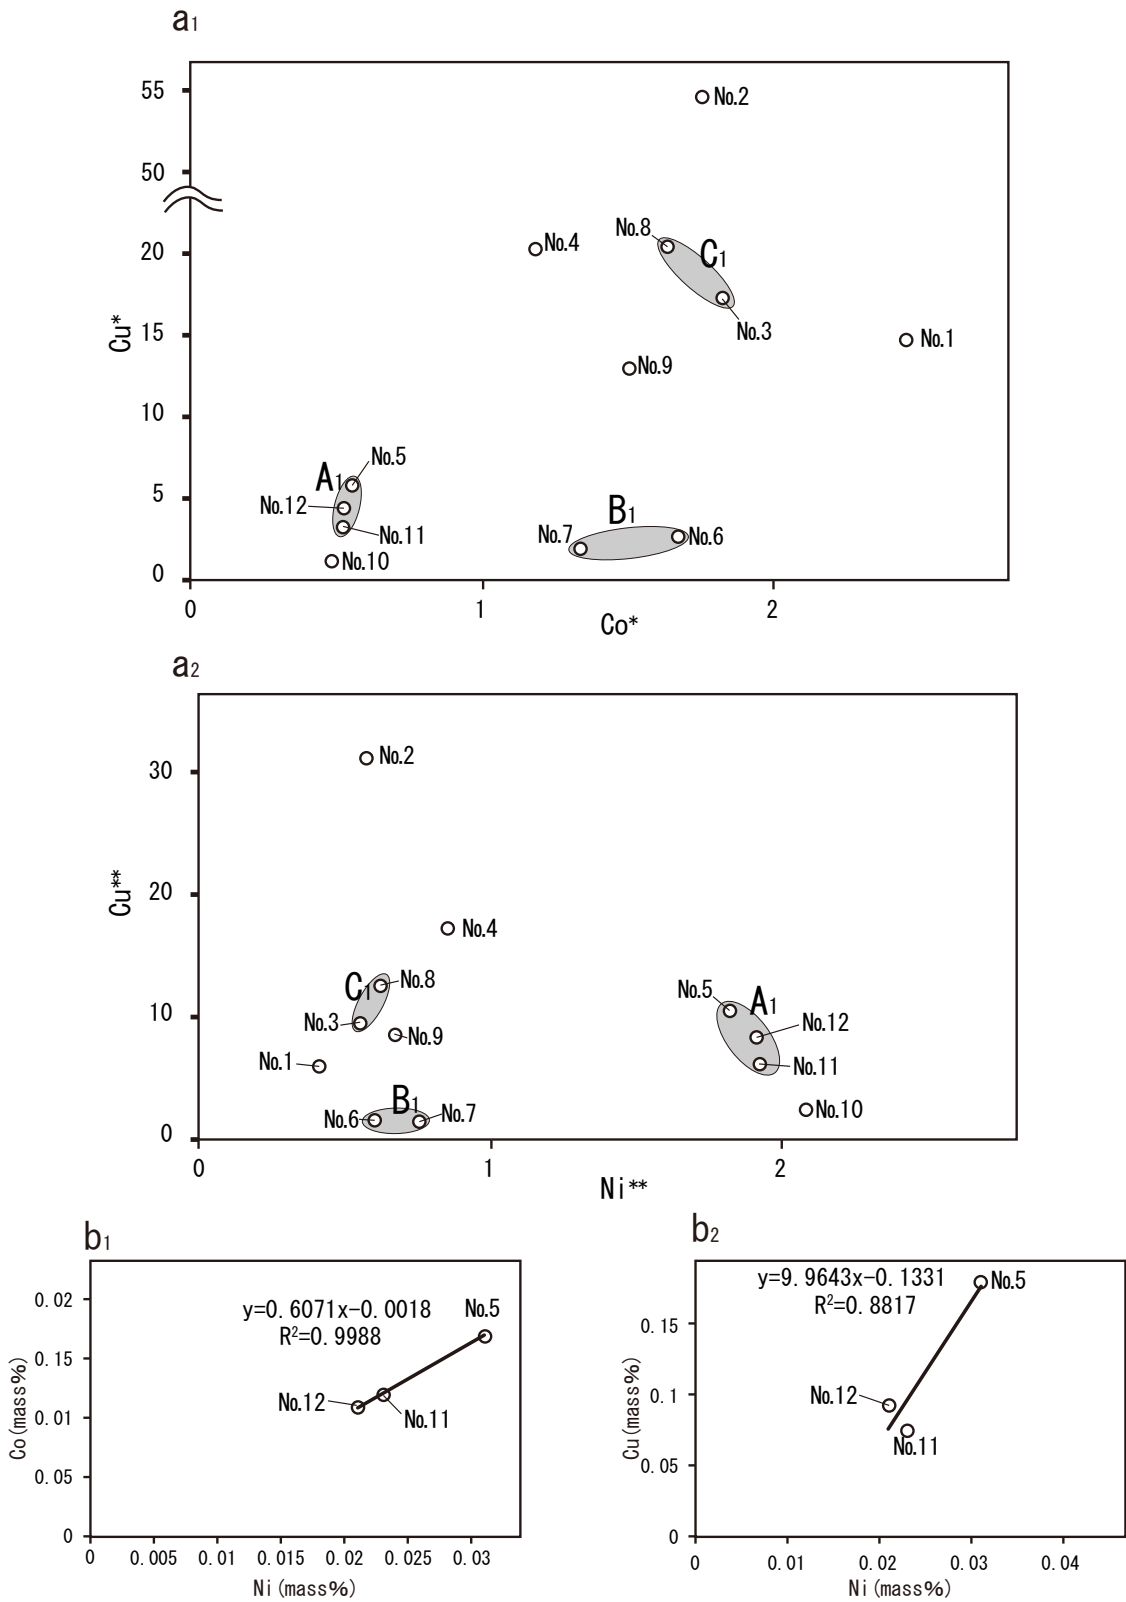 a1
55
50
20
15
10
5
0
Cu*
No.2
No.4
No.8
C1
No.3
No.1
No.9
A1
No.5
No.12
No.11
No.10
B1
No.7
No.6
0 1 2
Co*
a2
30
20
10
0
Cu**
No.2
No.4
C1
No.8
No.3
No.9
No.1
B1
No.6
No.7
No.5
A1
No.12
No.11
No.10
0 1 2
Ni**
b1
0.02
0.15
0.01
0.05
0
Co(mass%)
y=0.6071x-0.0018
R²=0.9988
No.5
No.12
No.11
0 0.005 0.01 0.015 0.02 0.025 0.03
Ni(mass%)
b2
0.15
0.1
0.05
0
Cu(mass%)
y=9.9643x-0.1331
R²=0.8817
No.5
No.12
No.11
0 0.01 0.02 0.03 0.04
Ni(mass%)